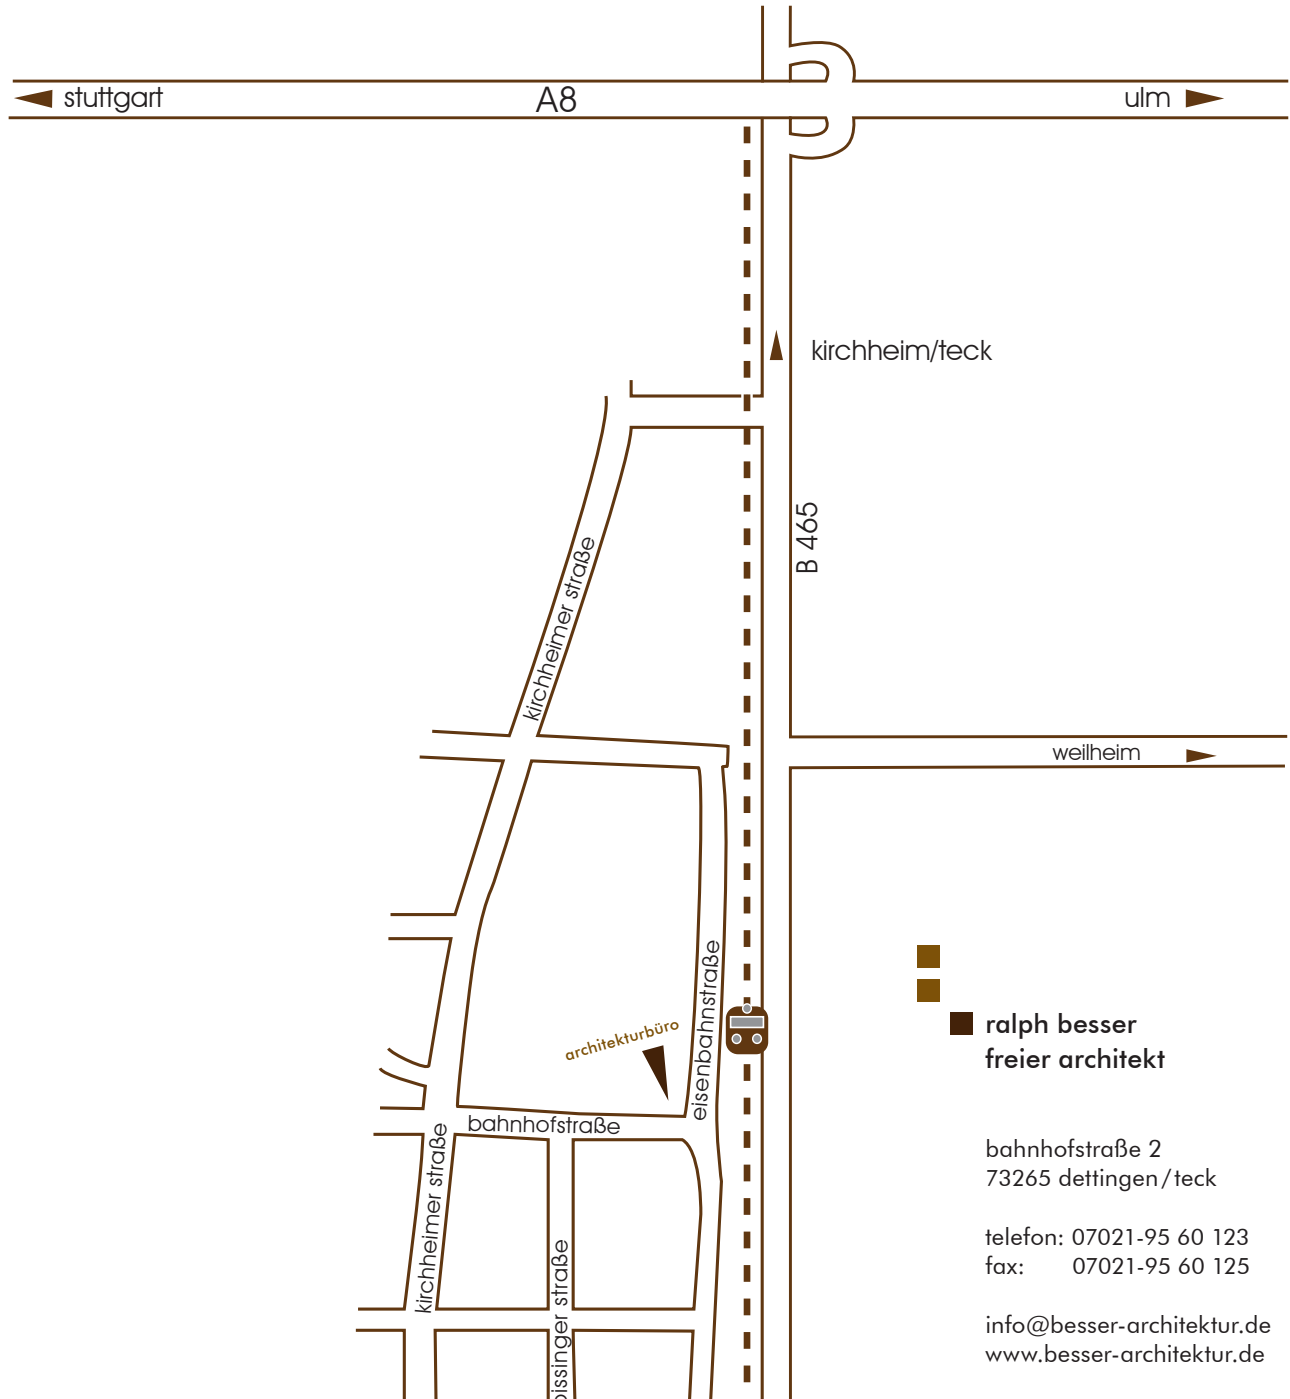 stuttgart
A8
ulm
kirchheim/teck
B 465
kirchheimer straße
weilheim
eisenbahnstraße
architekturbüro
bahnhofstraße
kirchheimer straße
bissinger straße
ralph besser
freier architekt
bahnhofstraße 2
73265 dettingen/teck
telefon: 07021-95 60 123
fax: 07021-95 60 125
info@besser-architektur.de
www.besser-architektur.de